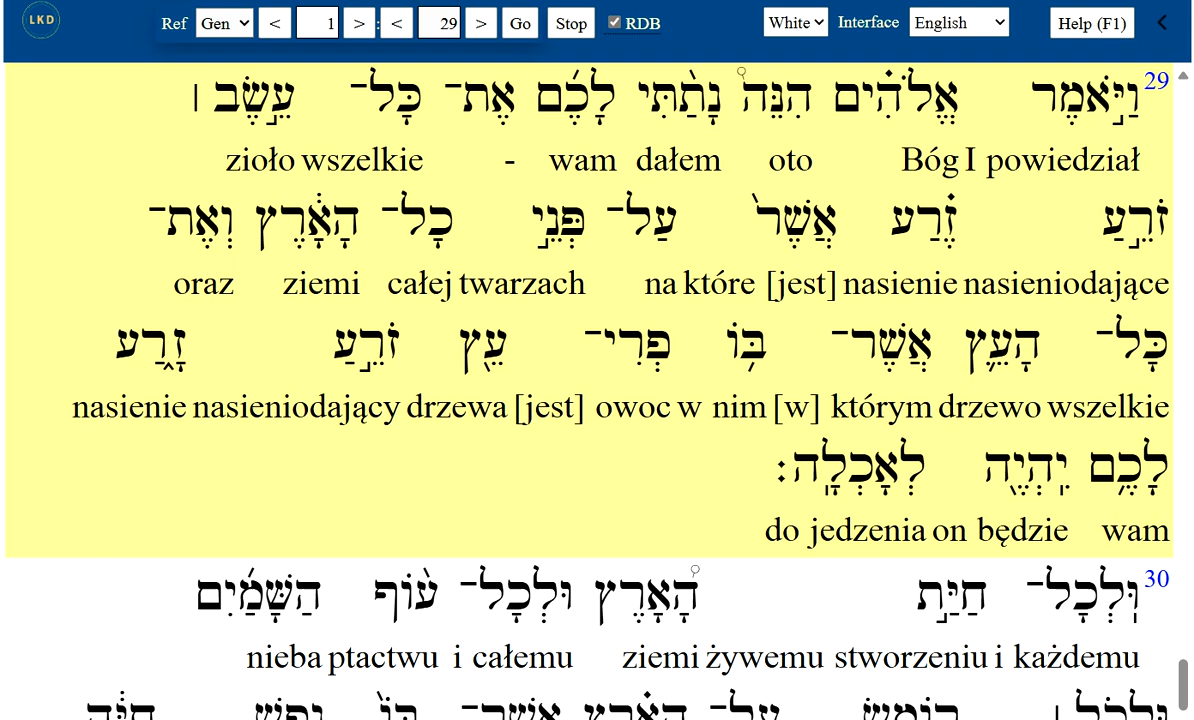 LKD Ref Gen < 1 > : < 29 > Go Stop RDB White Interface English Help (F1) <
29 וַיֹּ֣אמֶר אֱלֹהִ֗ים הִנֵּה֩ נָתַ֨תִּי לָכֶ֜ם אֶת־ כָּל־ עֵ֣שֶׂב ׀
zioło wszelkie - wam dałem oto Bóg I powiedział
זֹרֵ֣עַ זֶ֗רַע אֲשֶׁר֙ עַל־ פְּנֵ֣י כָל־ הָאָ֔רֶץ וְאֶת־
oraz ziemi całej twarzach na które [jest] nasienie nasieniodające
כָּל־ הָעֵ֛ץ אֲשֶׁר־ בּ֥וֹ פְרִי־ עֵ֖ץ זֹרֵ֣עַ זָ֑רַע
nasienie nasieniodający drzewa [jest] owoc w nim [w] którym drzewo wszelkie
לָכֶ֥ם יִֽהְיֶ֖ה לְאָכְלָֽה׃
do jedzenia on będzie wam
30 וּֽלְכָל־ חַיַּ֣ת הָ֠אָרֶץ וּלְכָל־ ע֨וֹף הַשָּׁמַ֜יִם
nieba ptactwu i całemu ziemi żywemu stworzeniu i każdemu